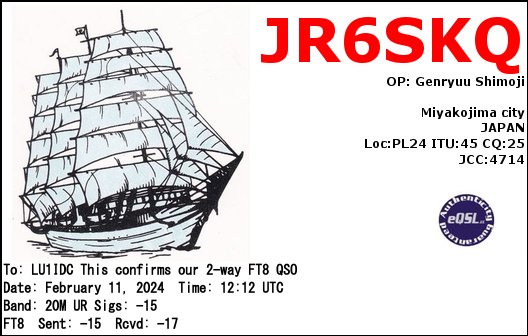 JR6SKQ
OP: Genryuu Shimoji
Miyakojima city
JAPAN
Loc:PL24 ITU:45 CQ:25
JCC:4714
Authenticity
eQSL.cc
Guaranteed
To: LU1IDC This confirms our 2-way FT8 QSO
Date: February 11, 2024 Time: 12:12 UTC
Band: 20M UR Sigs: -15
FT8 Sent: -15 Rcvd: -17